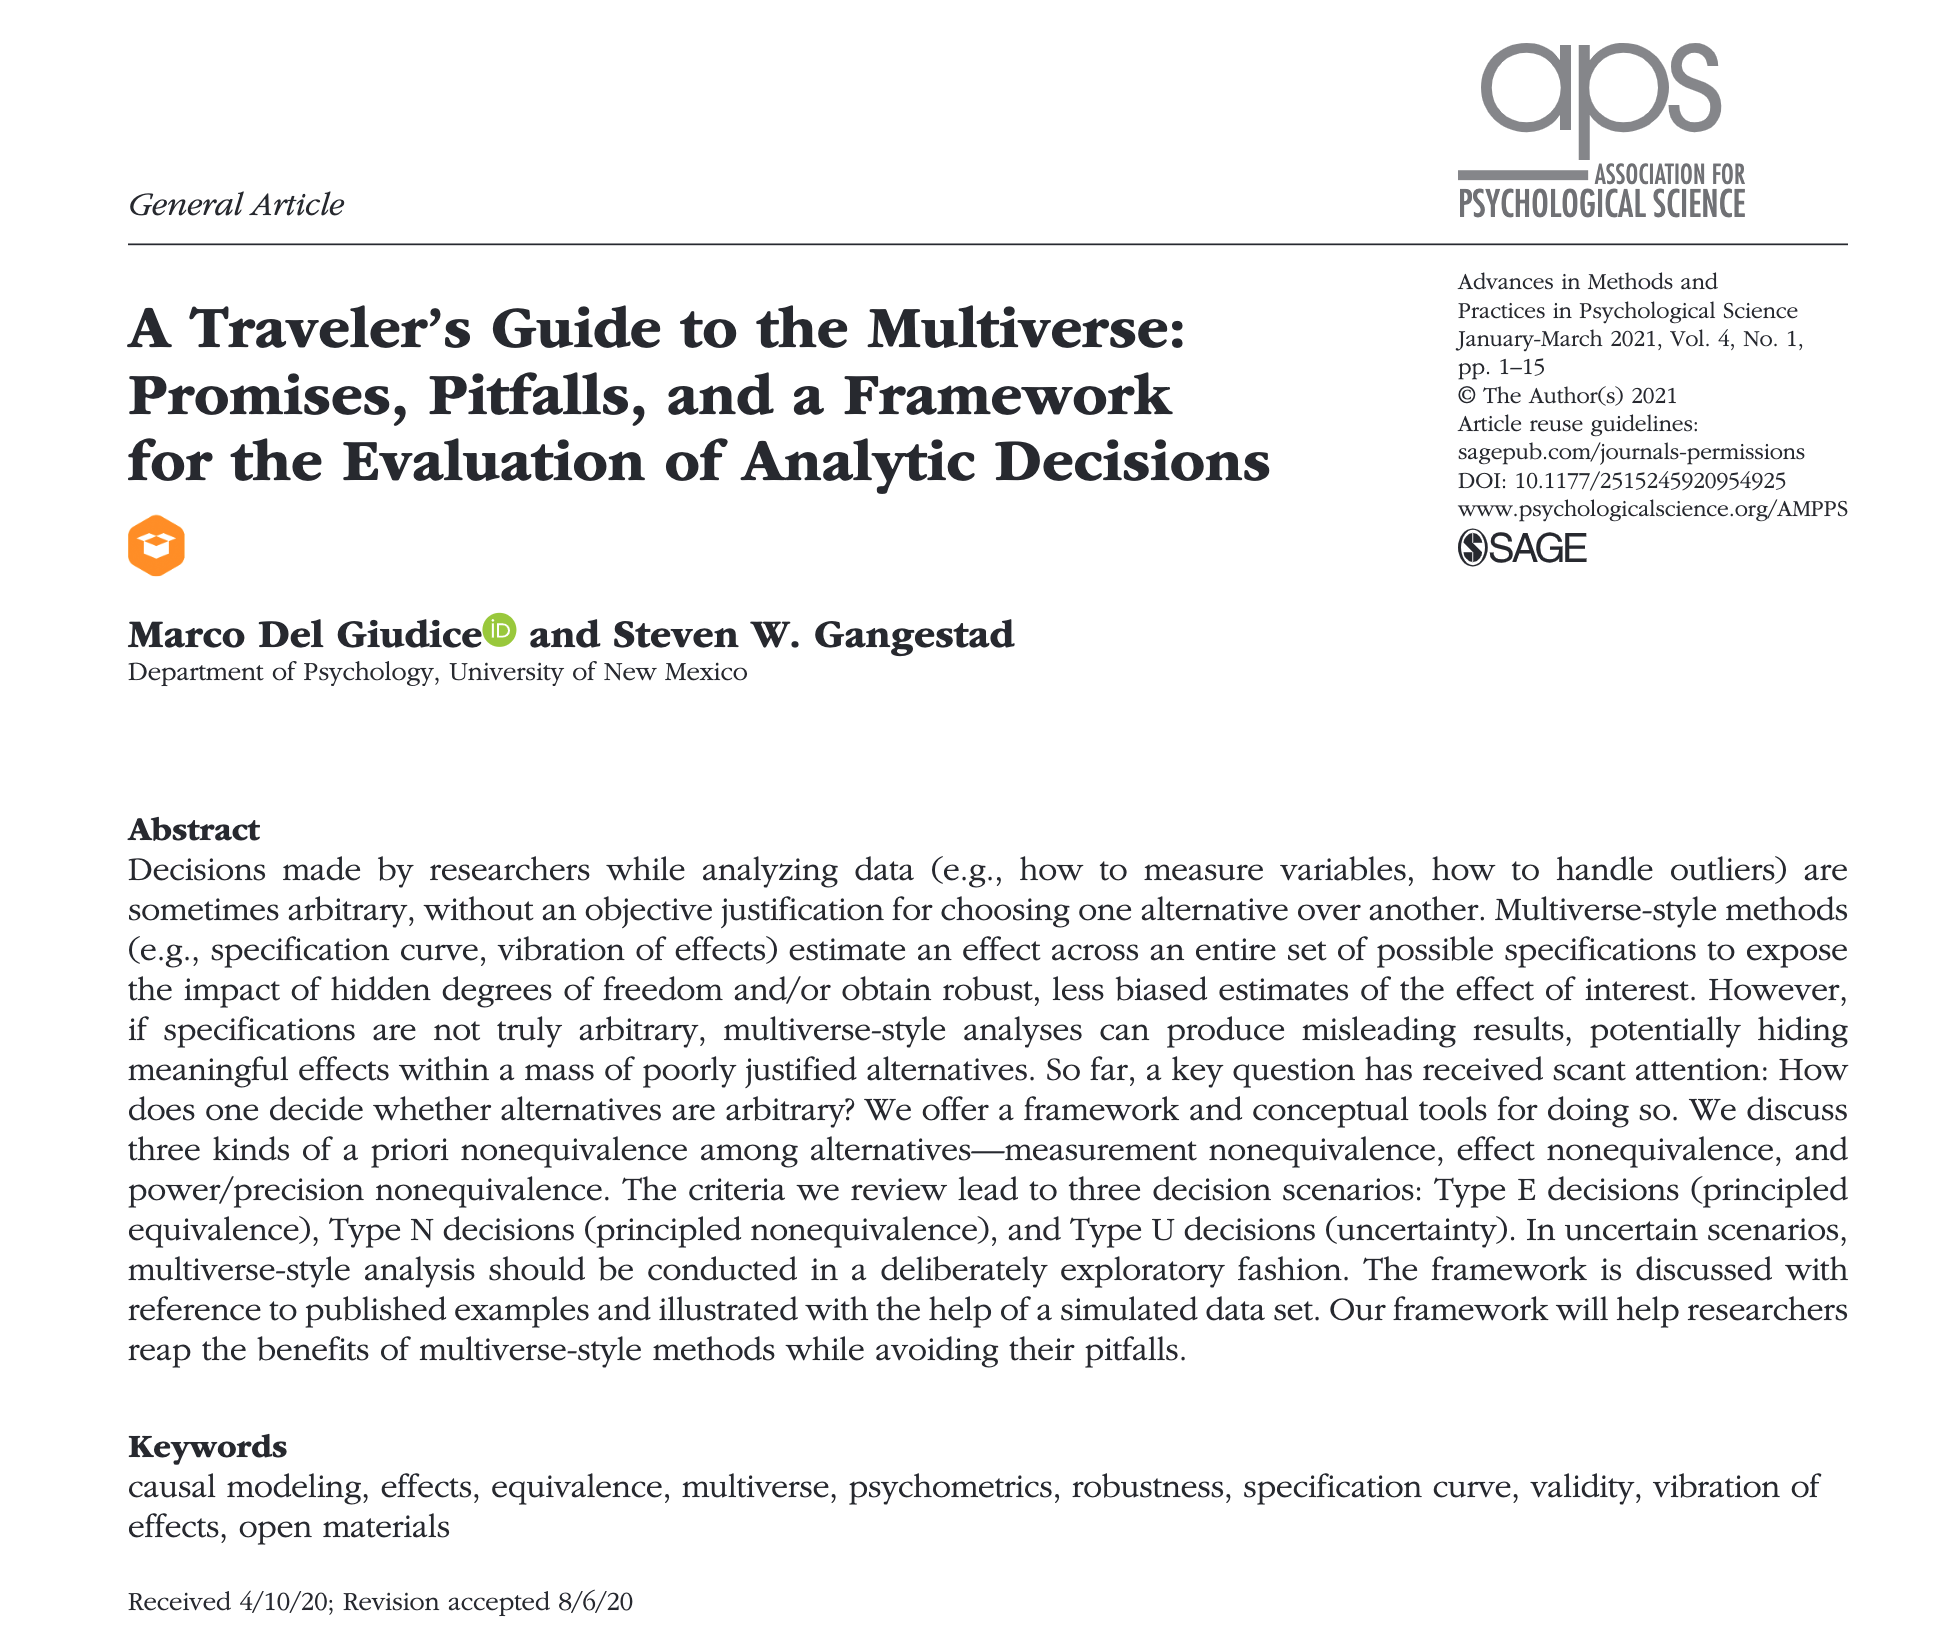 aps
ASSOCIATION FOR
PSYCHOLOGICAL SCIENCE
General Article
A Traveler’s Guide to the Multiverse:
Promises, Pitfalls, and a Framework
for the Evaluation of Analytic Decisions
Advances in Methods and
Practices in Psychological Science
January-March 2021, Vol. 4, No. 1,
pp. 1–15
© The Author(s) 2021
Article reuse guidelines:
sagepub.com/journals-permissions
DOI: 10.1177/2515245920954925
www.psychologicalscience.org/AMPPS
SAGE
Marco Del Giudice iD and Steven W. Gangestad
Department of Psychology, University of New Mexico
Abstract
Decisions made by researchers while analyzing data (e.g., how to measure variables, how to handle outliers) are
sometimes arbitrary, without an objective justification for choosing one alternative over another. Multiverse-style methods
(e.g., specification curve, vibration of effects) estimate an effect across an entire set of possible specifications to expose
the impact of hidden degrees of freedom and/or obtain robust, less biased estimates of the effect of interest. However,
if specifications are not truly arbitrary, multiverse-style analyses can produce misleading results, potentially hiding
meaningful effects within a mass of poorly justified alternatives. So far, a key question has received scant attention: How
does one decide whether alternatives are arbitrary? We offer a framework and conceptual tools for doing so. We discuss
three kinds of a priori nonequivalence among alternatives—measurement nonequivalence, effect nonequivalence, and
power/precision nonequivalence. The criteria we review lead to three decision scenarios: Type E decisions (principled
equivalence), Type N decisions (principled nonequivalence), and Type U decisions (uncertainty). In uncertain scenarios,
multiverse-style analysis should be conducted in a deliberately exploratory fashion. The framework is discussed with
reference to published examples and illustrated with the help of a simulated data set. Our framework will help researchers
reap the benefits of multiverse-style methods while avoiding their pitfalls.
Keywords
causal modeling, effects, equivalence, multiverse, psychometrics, robustness, specification curve, validity, vibration of
effects, open materials
Received 4/10/20; Revision accepted 8/6/20